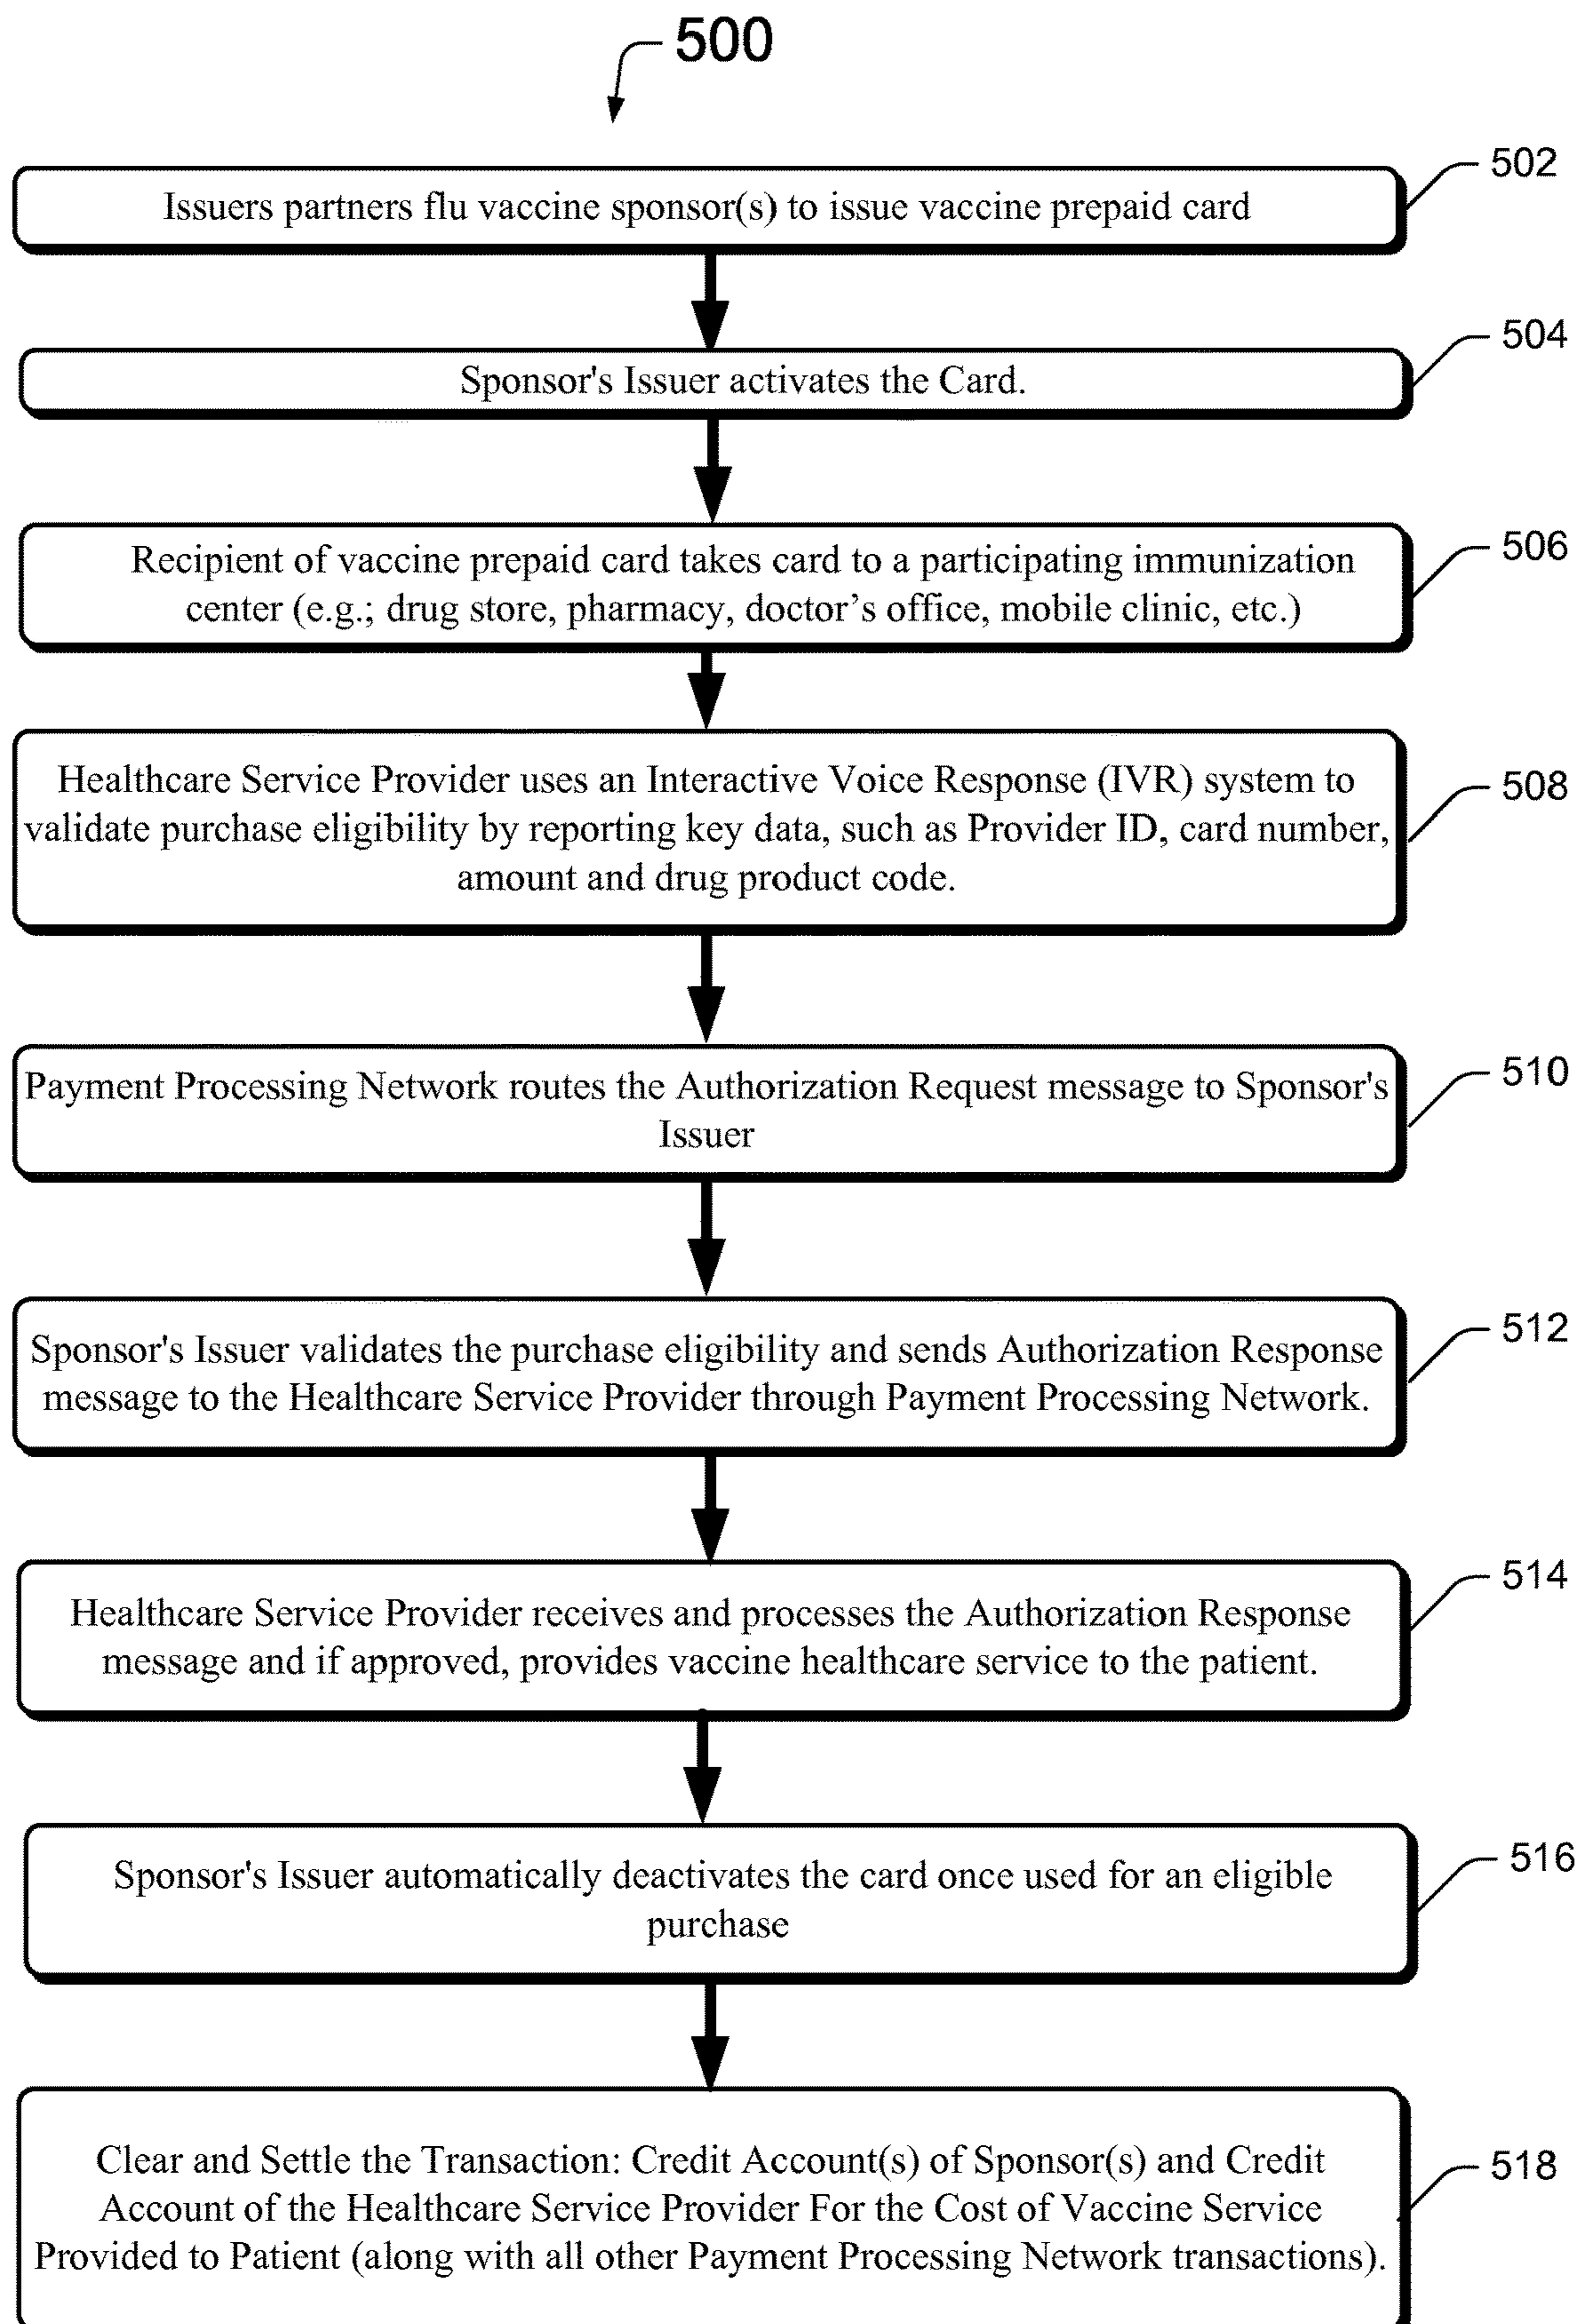 500
502
Issuers partners flu vaccine sponsor(s) to issue vaccine prepaid card
504
Sponsor's Issuer activates the Card.
506
Recipient of vaccine prepaid card takes card to a participating immunization
center (e.g.; drug store, pharmacy, doctor’s office, mobile clinic, etc.)
508
Healthcare Service Provider uses an Interactive Voice Response (IVR) system to
validate purchase eligibility by reporting key data, such as Provider ID, card number,
amount and drug product code.
510
Payment Processing Network routes the Authorization Request message to Sponsor's
Issuer
512
Sponsor's Issuer validates the purchase eligibility and sends Authorization Response
message to the Healthcare Service Provider through Payment Processing Network.
514
Healthcare Service Provider receives and processes the Authorization Response
message and if approved, provides vaccine healthcare service to the patient.
516
Sponsor's Issuer automatically deactivates the card once used for an eligible
purchase
518
Clear and Settle the Transaction: Credit Account(s) of Sponsor(s) and Credit
Account of the Healthcare Service Provider For the Cost of Vaccine Service
Provided to Patient (along with all other Payment Processing Network transactions).